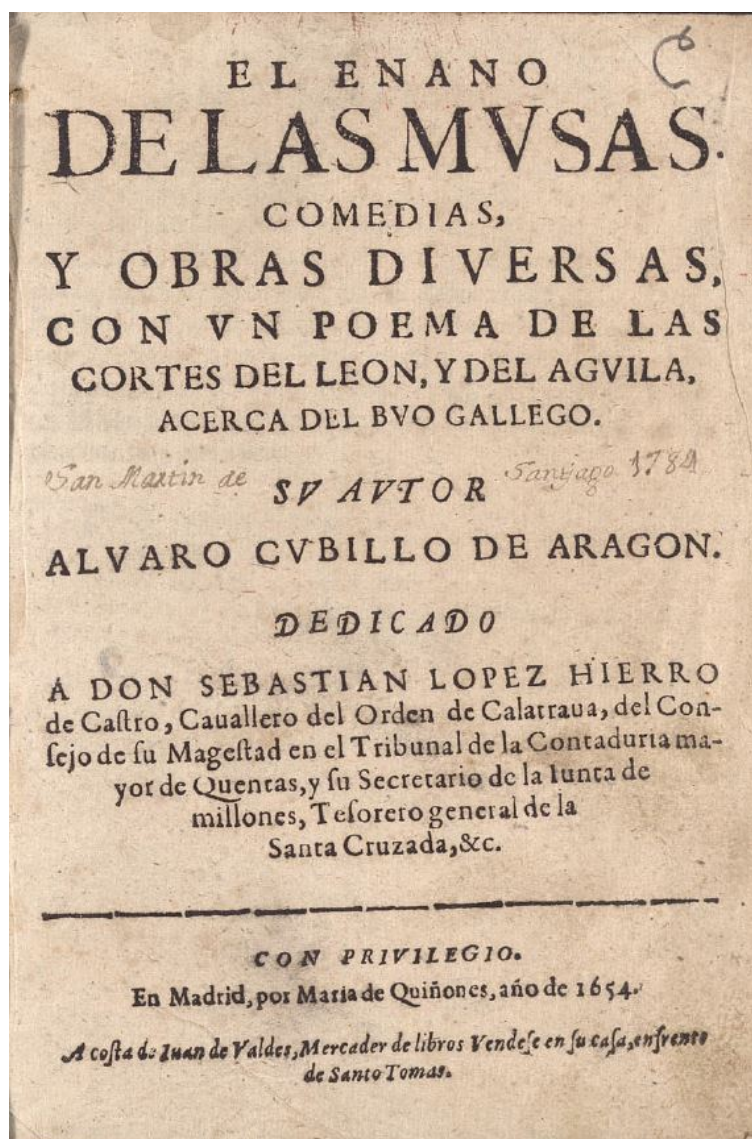 EL ENANO
DE LAS MVSAS.
COMEDIAS,
Y OBRAS DIVERSAS,
CON VN POEMA DE LAS
CORTES DEL LEON, Y DEL AGVILA,
ACERCA DEL BVO GALLEGO.
San Martin de Santjago 1784
SV AVTOR
ALVARO CVBILLO DE ARAGON.
DEDICADO
A DON SEBASTIAN LOPEZ HIERRO
de Caſtro, Cauallero del Orden de Calatraua, del Con-
ſejo de ſu Mageſtad en el Tribunal de la Contaduria ma-
yor de Quentas, y ſu Secretario de la Iunta de
millones, Teſorero general de la
Santa Cruzada, &c.
CON PRIVILEGIO.
En Madrid, por Maria de Quiñones, año de 1654.
A coſta de Iuan de Valdes, Mercader de libros Vendeſe en ſu caſa, enfrente
de Santo Tomas.